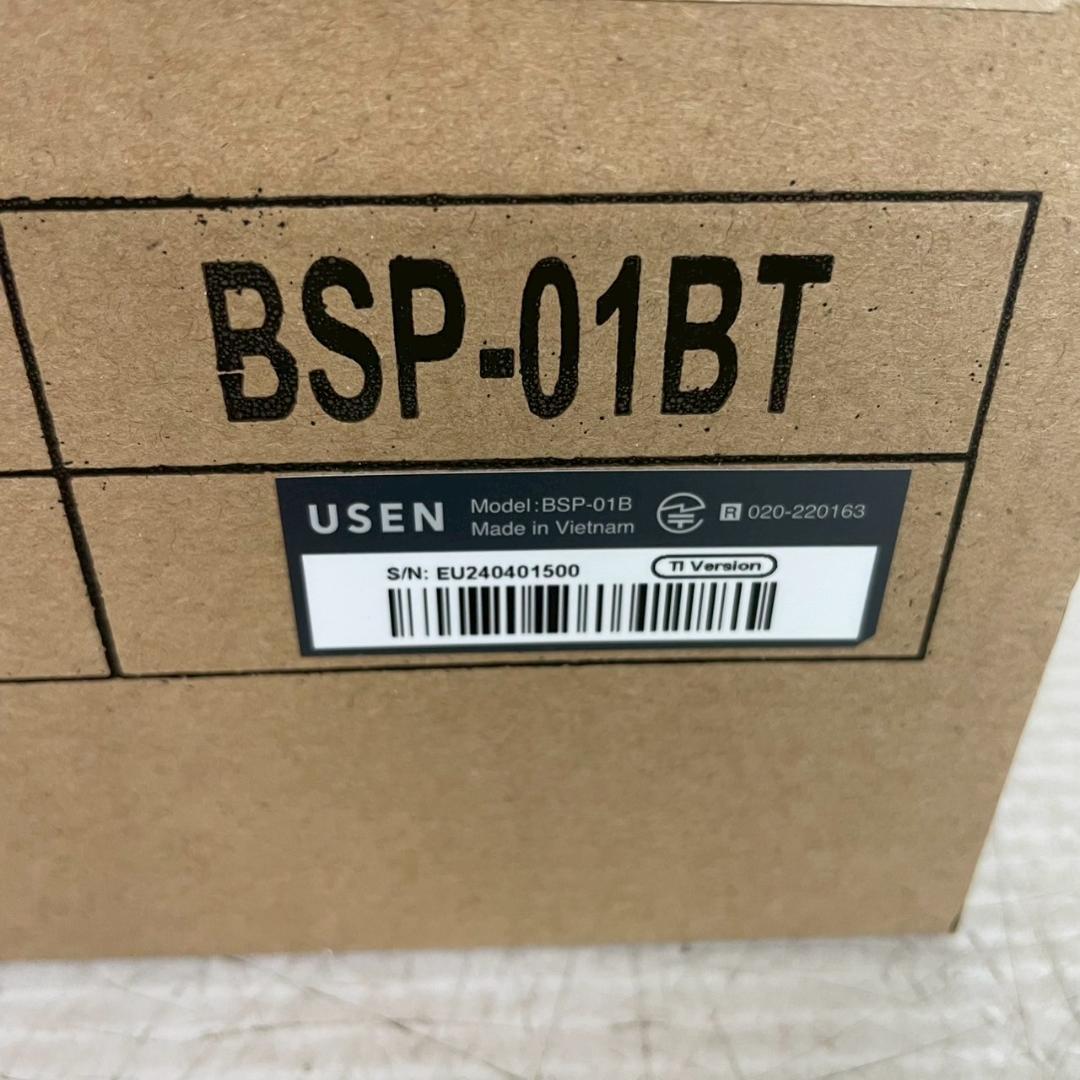 BSP-01BT
USEN
Model:BSP-01B
Made in Vietnam
R 020-220163
S/N: EU240401500
TI Version